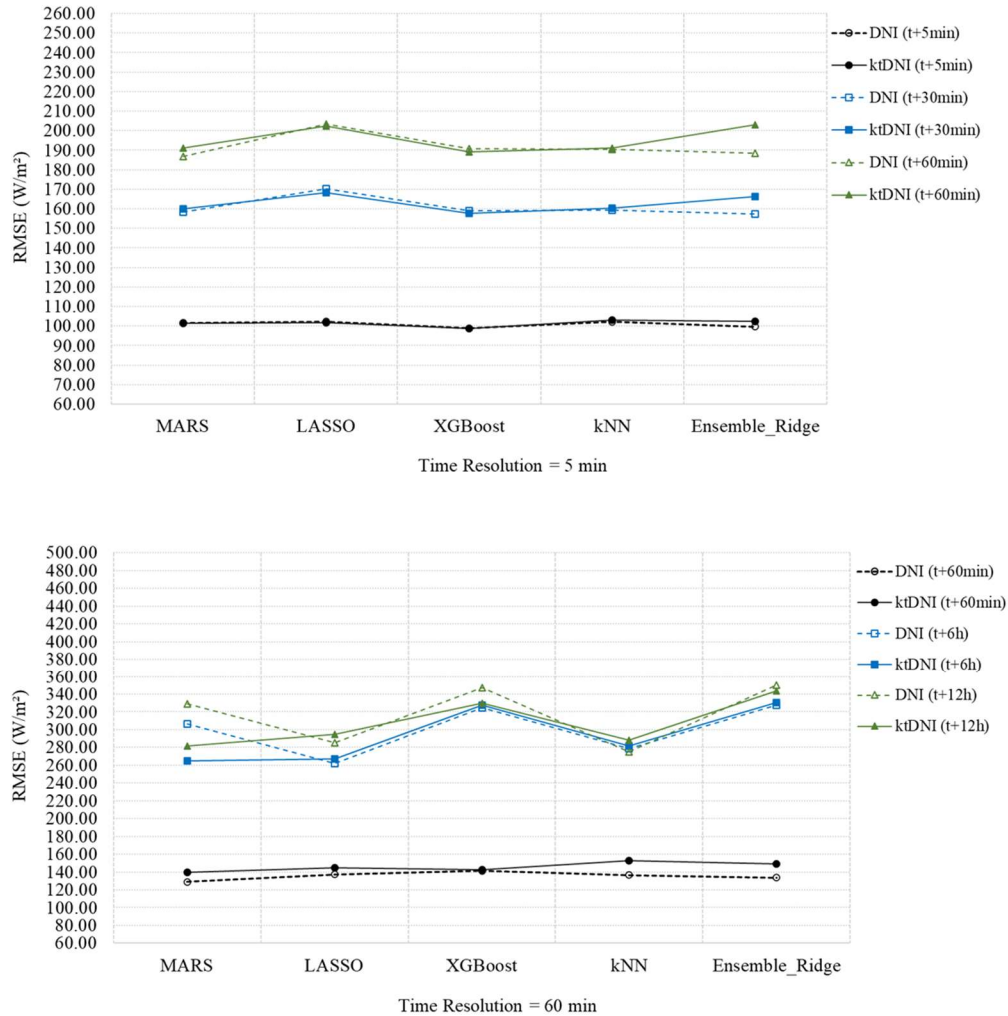 260.00
250.00
240.00
230.00
220.00
210.00
200.00
190.00
180.00
170.00
160.00
150.00
140.00
130.00
120.00
110.00
100.00
90.00
80.00
70.00
60.00
RMSE (W/m²)
MARS LASSO XGBoost kNN Ensemble_Ridge
Time Resolution = 5 min
DNI (t+5min)
ktDNI (t+5min)
DNI (t+30min)
ktDNI (t+30min)
DNI (t+60min)
ktDNI (t+60min)
500.00
480.00
460.00
440.00
420.00
400.00
380.00
360.00
340.00
320.00
300.00
280.00
260.00
240.00
220.00
200.00
180.00
160.00
140.00
120.00
100.00
80.00
60.00
RMSE (W/m²)
MARS LASSO XGBoost kNN Ensemble_Ridge
Time Resolution = 60 min
DNI (t+60min)
ktDNI (t+60min)
DNI (t+6h)
ktDNI (t+6h)
DNI (t+12h)
ktDNI (t+12h)